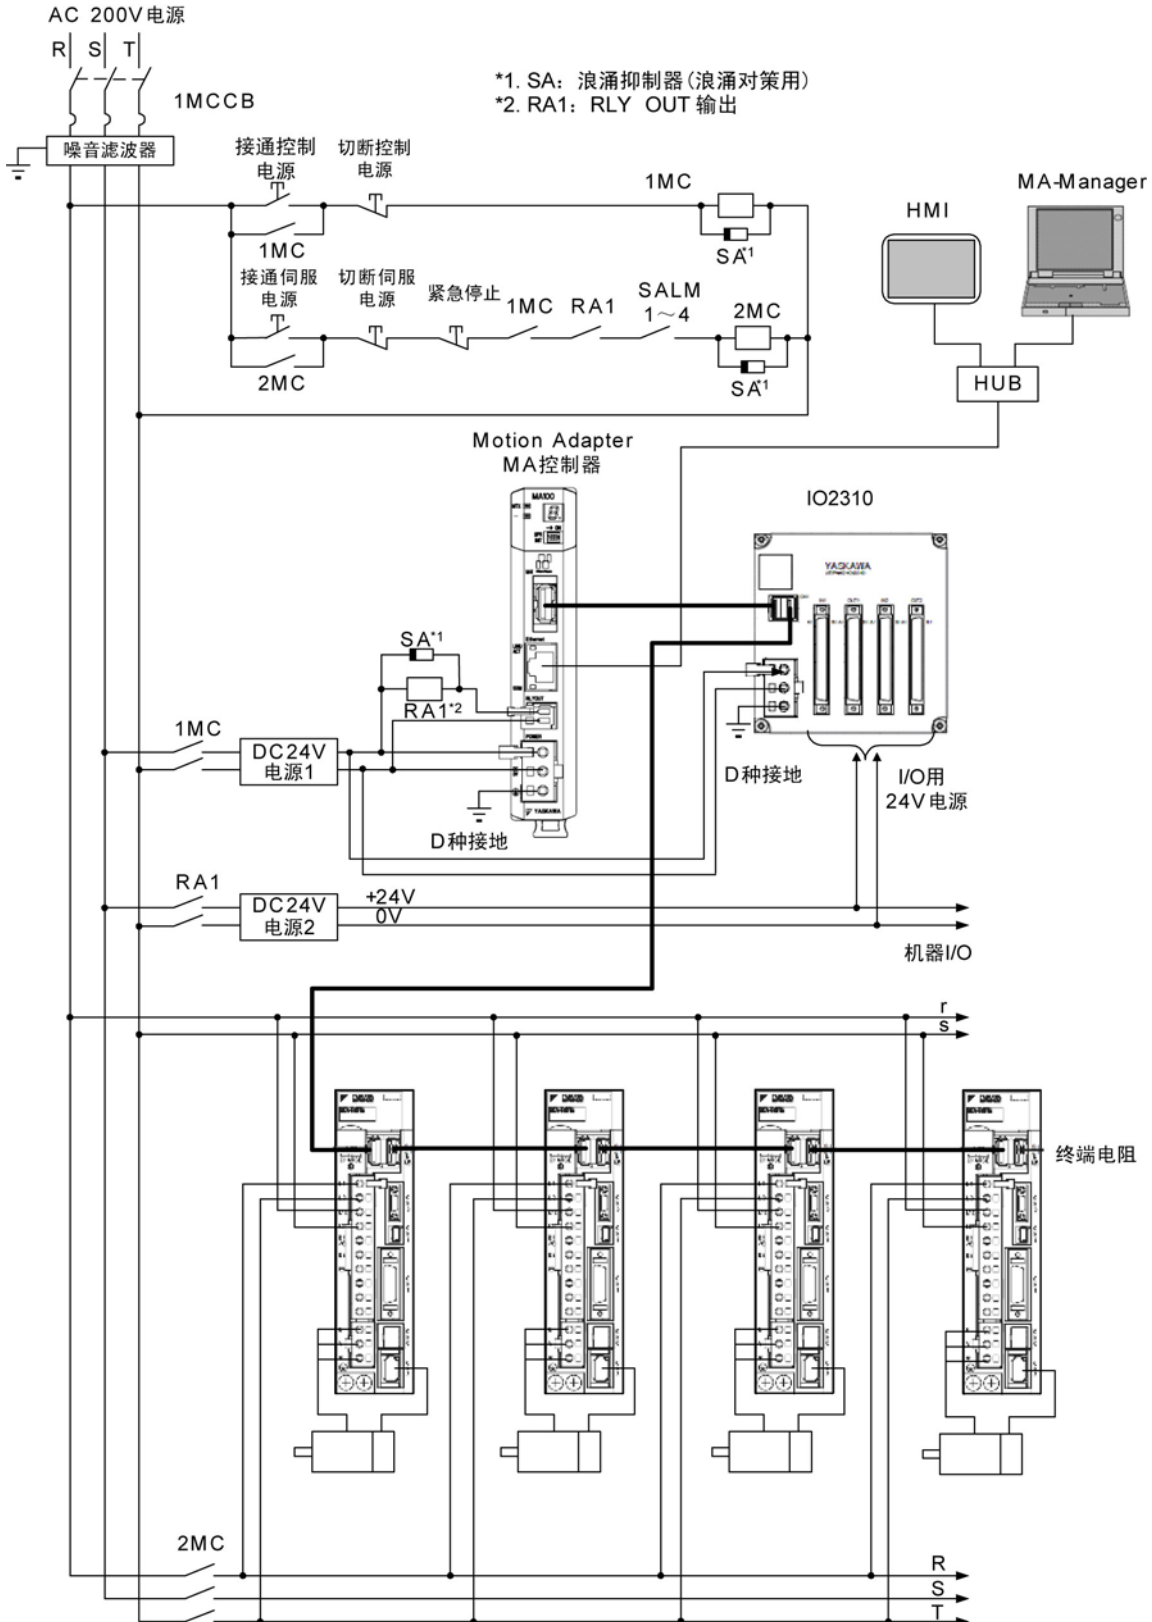 AC 200V电源
R S T
1MCCB
*1. SA：浪涌抑制器(浪涌对策用)
*2. RA1：RLY OUT 输出
噪音滤波器
接通控制
电源
切断控制
电源
1MC
SA*1
1MC
接通伺服
电源
切断伺服
电源
紧急停止
1MC
RA1
SALM
1～4
2MC
SA*1
2MC
HMI
MA-Manager
HUB
Motion Adapter
MA控制器
MA100
Ethernet
RLYOUT
POWER
YASKAWA
IO2310
YASKAWA
SA*1
RA1*2
1MC
DC24V
电源1
D种接地
D种接地
I/O用
24V电源
RA1
DC24V
电源2
+24V
0V
机器I/O
r
s
终端电阻
2MC
R
S
T